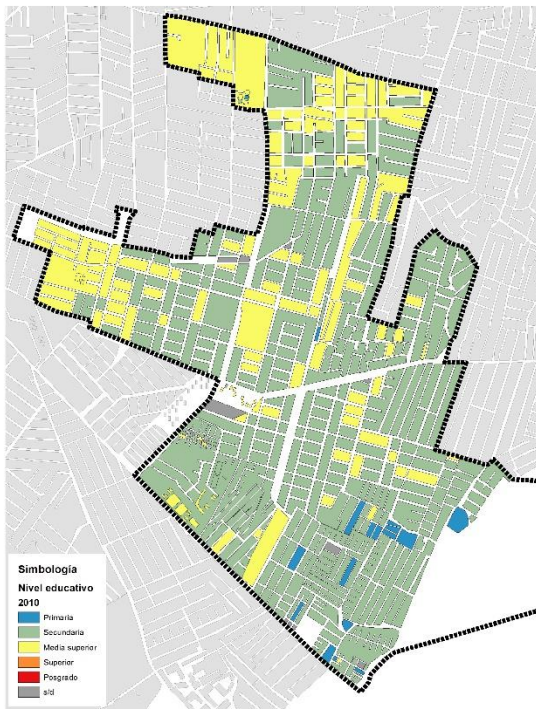 Simbología
Nivel educativo
2010
Primaria
Secundaria
Media superior
Superior
Posgrado
s/d